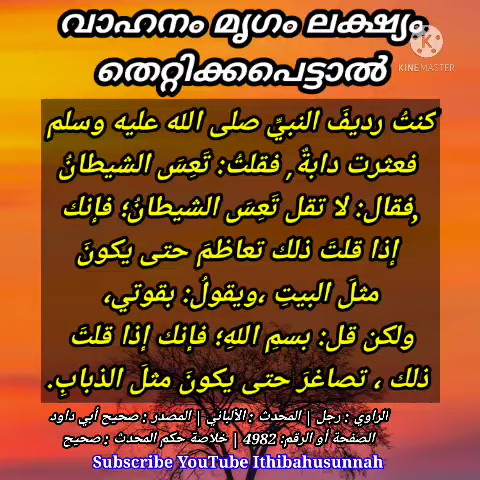 വാഹനം മൃഗം ലക്ഷ്യം
തെറ്റിക്കപെട്ടാൽ
KINEMASTER
كنتُ رديفَ النبيِّ صلى الله عليه وسلم
فعثرت دابةٌ, فقلتُ: تَعِسَ الشيطانُ
,فقال: لا تقل تَعِسَ الشيطانُ؛ فإنك
إذا قلتَ ذلك تعاظمَ حتى يكونَ
مثلَ البيتِ ،ويقولُ: بقوتي،
ولكن قل: بسمِ اللهِ؛ فإنك إذا قلتَ
ذلك ، تصاغرَ حتى يكونَ مثلَ الذبابِ.
الراوي : رجل | المحدث : الألباني | المصدر : صحيح أبي داود
الصفحة أو الرقم: 4982 | خلاصة حكم المحدث : صحيح
Subscribe YouTube Ithibahusunnah